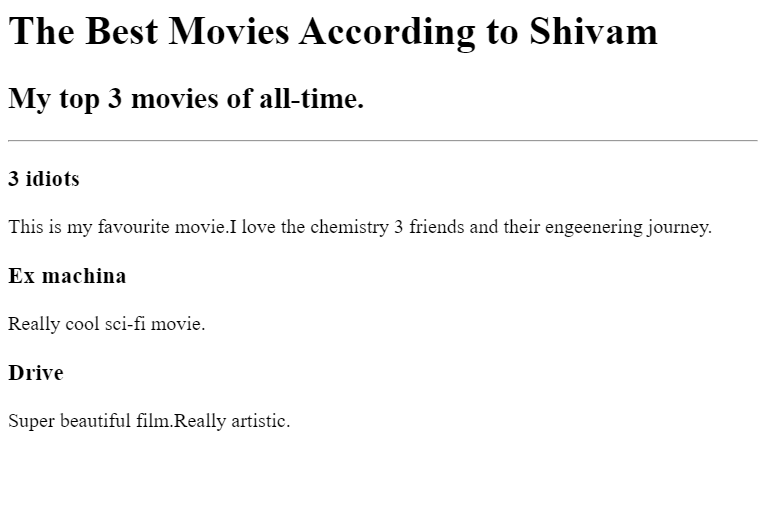 The Best Movies According to Shivam
My top 3 movies of all-time.
3 idiots
This is my favourite movie.I love the chemistry 3 friends and their engeenering journey.
Ex machina
Really cool sci-fi movie.
Drive
Super beautiful film.Really artistic.